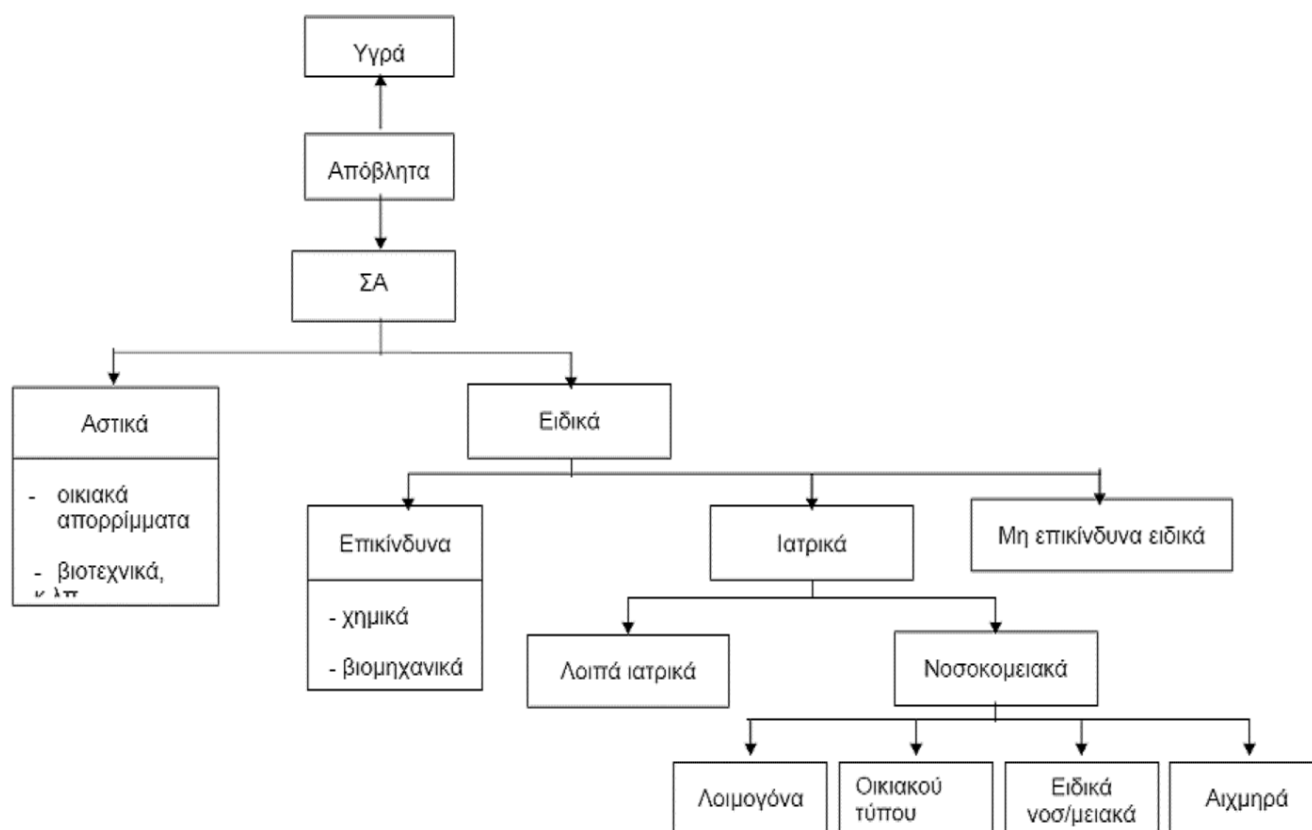 Υγρά
Απόβλητα
ΣΑ
Αστικά
- οικιακά
απορρίμματα
- βιοτεχνικά,
κ.λπ.
Ειδικά
Επικίνδυνα
- χημικά
- βιομηχανικά
Ιατρικά
Μη επικίνδυνα ειδικά
Λοιπά ιατρικά
Νοσοκομειακά
Λοιμογόνα
Οικιακού
τύπου
Ειδικά
νοσ/μειακά
Αιχμηρά